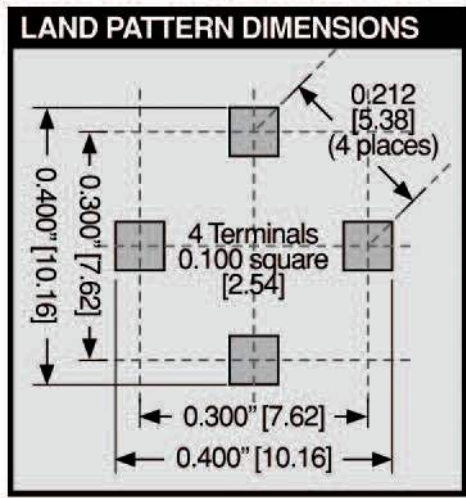 LAND PATTERN DIMENSIONS
0.212
[5.38]
(4 places)
0.400" [10.16]
0.300" [7.62]
4 Terminals
0.100 square
[2.54]
0.300" [7.62]
0.400" [10.16]